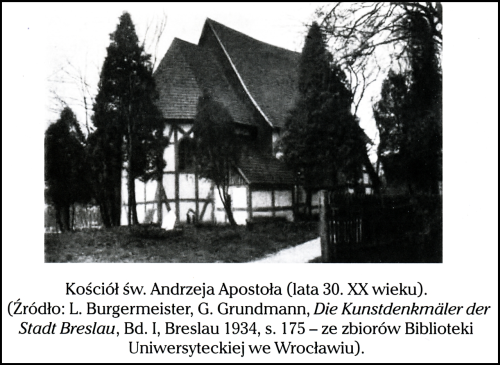 Kościół św. Andrzeja Apostoła (lata 30. XX wieku).
(Źródło: L. Burgermeister, G. Grundmann, Die Kunstdenkmäler der
Stadt Breslau, Bd. I, Breslau 1934, s. 175 – ze zbiorów Biblioteki
Uniwersyteckiej we Wrocławiu).